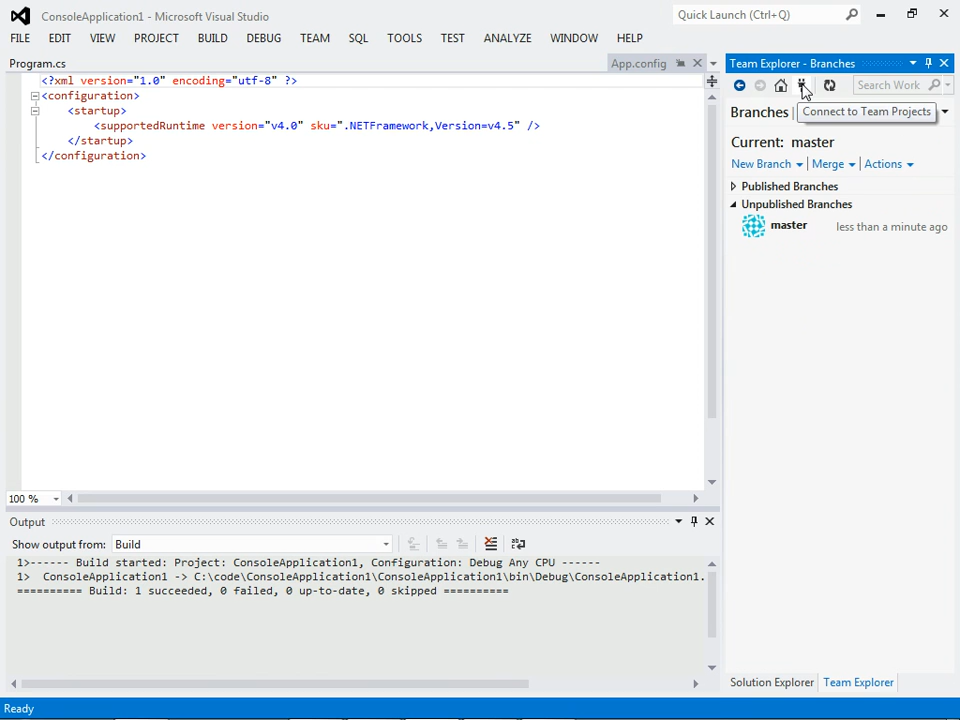 ConsoleApplication1 - Microsoft Visual Studio
Quick Launch (Ctrl+Q)
FILE EDIT VIEW PROJECT BUILD DEBUG TEAM SQL TOOLS TEST ANALYZE WINDOW HELP
Program.cs
App.config
<?xml version="1.0" encoding="utf-8" ?>
<configuration>
<startup>
<supportedRuntime version="v4.0" sku=".NETFramework,Version=v4.5" />
</startup>
</configuration>
100 %
Output
Show output from: Build
1>------ Build started: Project: ConsoleApplication1, Configuration: Debug Any CPU ------
1> ConsoleApplication1 -> C:\code\ConsoleApplication1\ConsoleApplication1\bin\Debug\ConsoleApplication1.
========== Build: 1 succeeded, 0 failed, 0 up-to-date, 0 skipped ==========
Team Explorer - Branches
Search Work
Branches
Connect to Team Projects
Current: master
New Branch Merge Actions
Published Branches
Unpublished Branches
master less than a minute ago
Solution Explorer Team Explorer
Ready